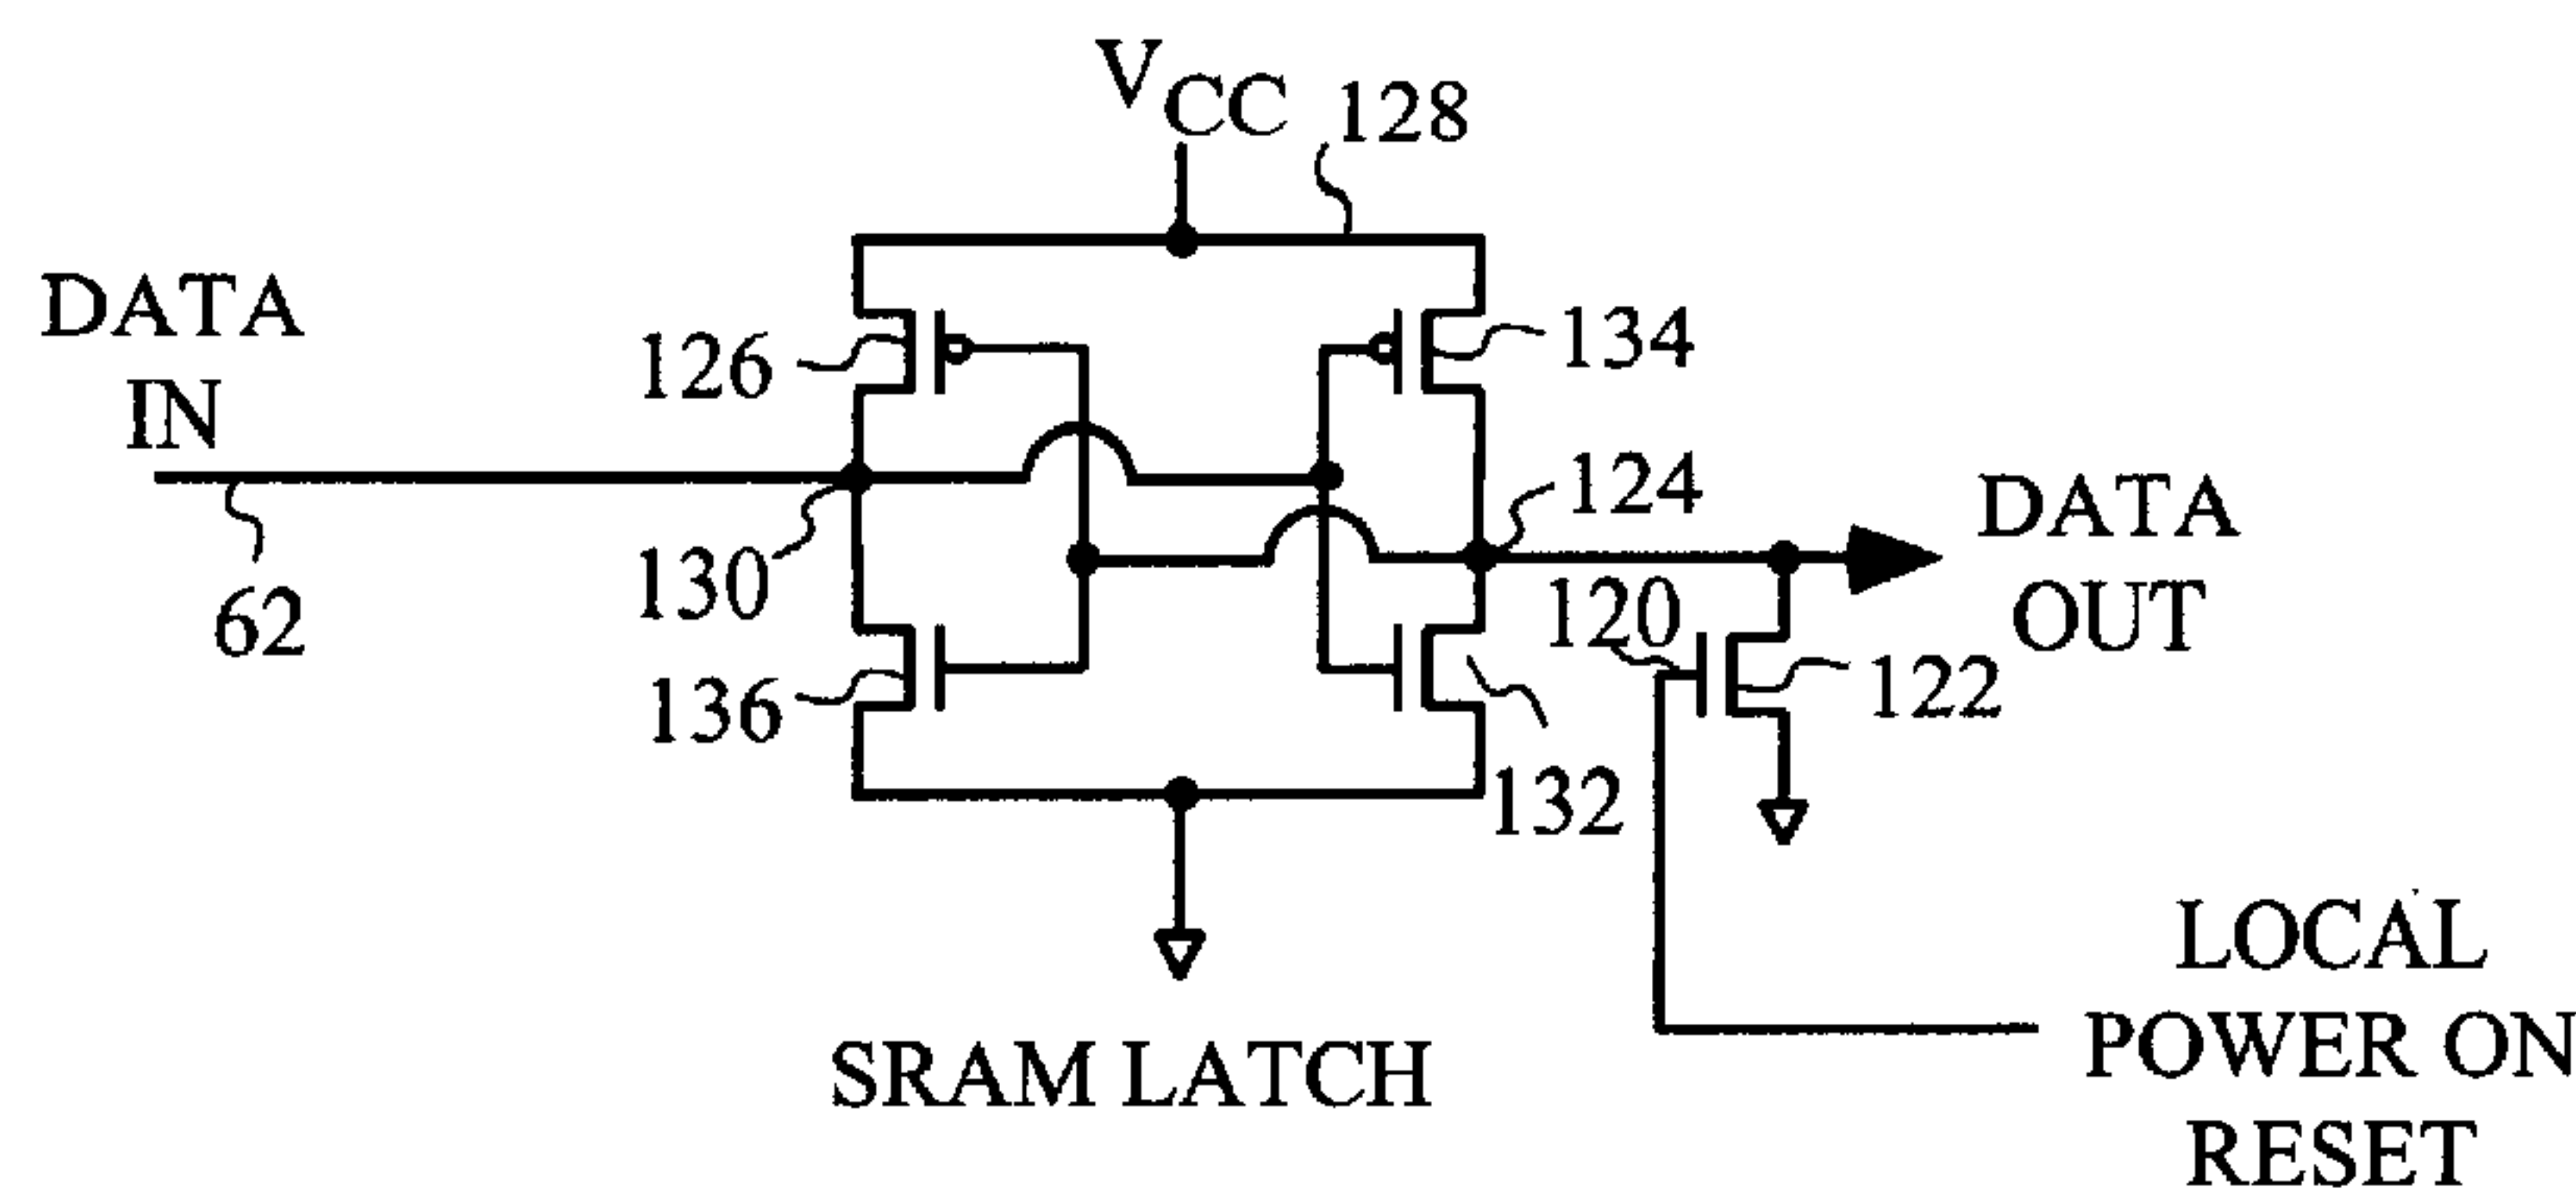 VCC
128
DATA
IN
126
134
130
124
62
DATA
OUT
120
136
122
132
SRAM LATCH
LOCAL
POWER ON
RESET